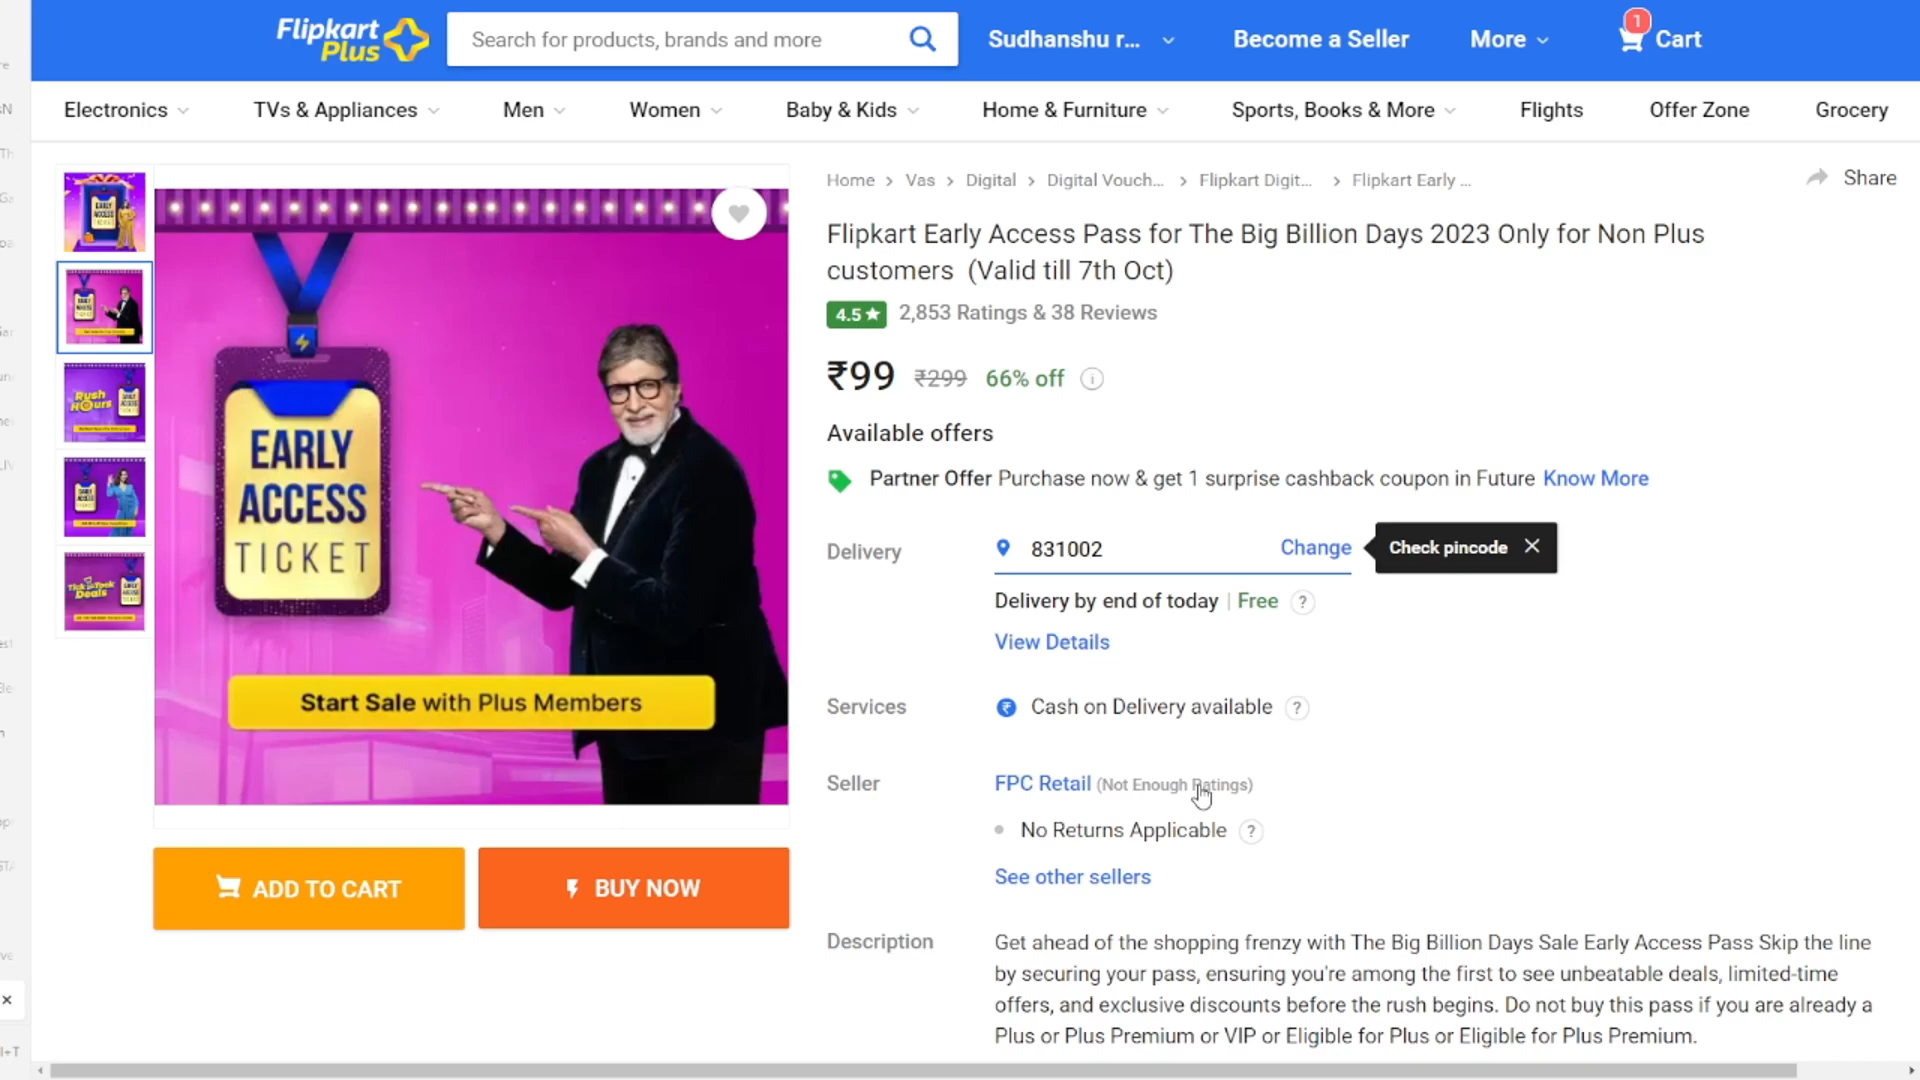 Flipkart
Plus
Search for products, brands and more
Sudhanshu r...
Become a Seller
More
1
Cart
Electronics
TVs & Appliances
Men
Women
Baby & Kids
Home & Furniture
Sports, Books & More
Flights
Offer Zone
Grocery
Home > Vas > Digital > Digital Vouch... > Flipkart Digit... > Flipkart Early ...
Share
Flipkart Early Access Pass for The Big Billion Days 2023 Only for Non Plus
customers (Valid till 7th Oct)
4.5★ 2,853 Ratings & 38 Reviews
₹99 ₹299 66% off i
Available offers
Partner Offer Purchase now & get 1 surprise cashback coupon in Future Know More
Delivery
831002
Change
Check pincode
Delivery by end of today | Free ?
View Details
Services
₹ Cash on Delivery available ?
Seller
FPC Retail (Not Enough Ratings)
No Returns Applicable ?
See other sellers
Description
Get ahead of the shopping frenzy with The Big Billion Days Sale Early Access Pass Skip the line
by securing your pass, ensuring you're among the first to see unbeatable deals, limited-time
offers, and exclusive discounts before the rush begins. Do not buy this pass if you are already a
Plus or Plus Premium or VIP or Eligible for Plus or Eligible for Plus Premium.
EARLY
ACCESS
TICKET
Start Sale with Plus Members
EARLY
ACCESS
Rush
Hours
Tick Tock
Deals
ADD TO CART
BUY NOW